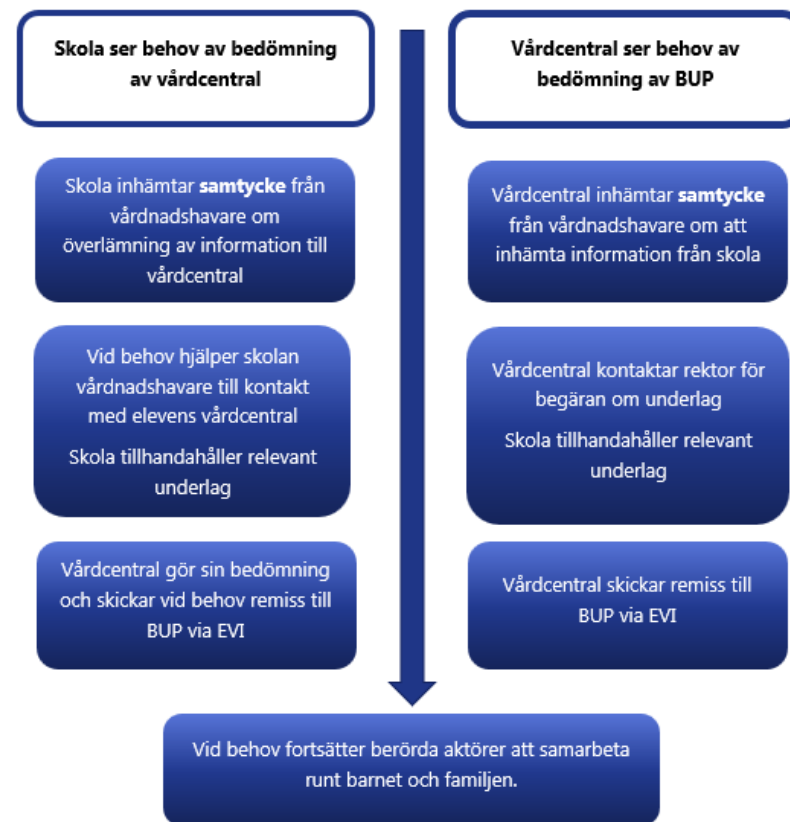 Skola ser behov av bedömning
av vårdcentral
Skola inhämtar samtycke från
vårdnadshavare om
överlämning av information till
vårdcentral
Vid behov hjälper skolan
vårdnadshavare till kontakt
med elevens vårdcentral
Skola tillhandahåller relevant
underlag
Vårdcentral gör sin bedömning
och skickar vid behov remiss till
BUP via EVI
Vårdcentral ser behov av
bedömning av BUP
Vårdcentral inhämtar samtycke
från vårdnadshavare om att
inhämta information från skola
Vårdcentral kontaktar rektor för
begäran om underlag
Skola tillhandahåller relevant
underlag
Vårdcentral skickar remiss till
BUP via EVI
Vid behov fortsätter berörda aktörer att samarbeta
runt barnet och familjen.